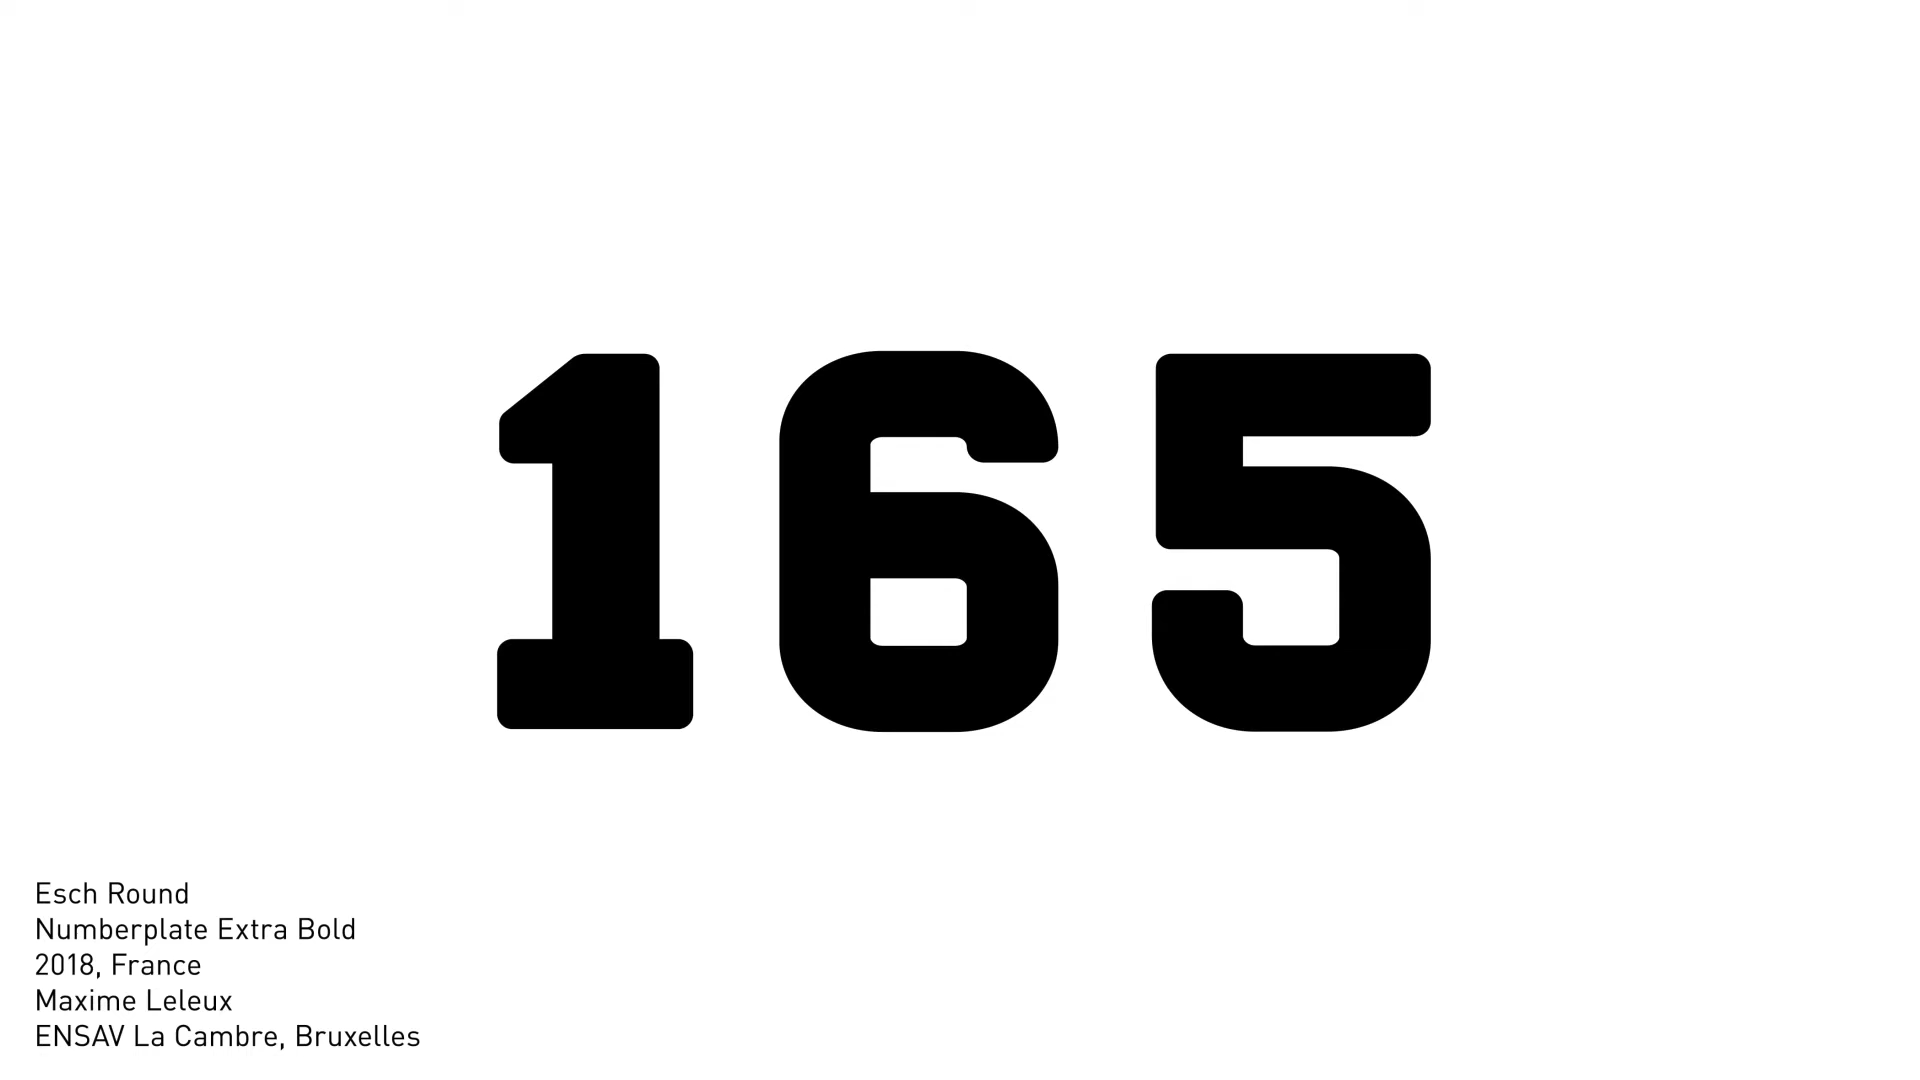 165
Esch Round
Numberplate Extra Bold
2018, France
Maxime Leleux
ENSAV La Cambre, Bruxelles